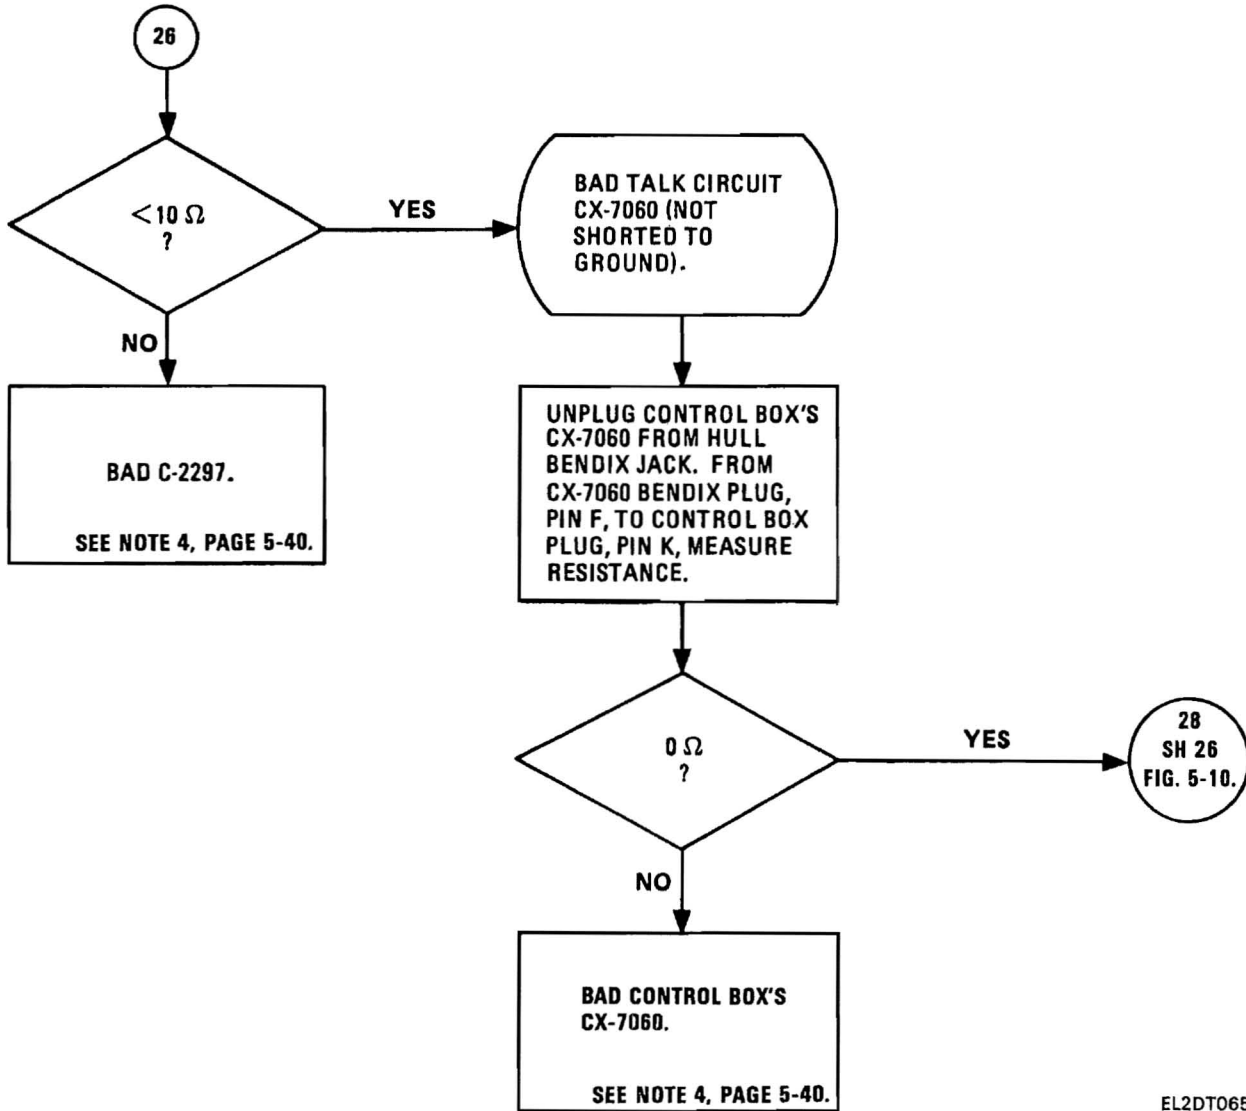 26
<10 Ω
?
YES
BAD TALK CIRCUIT
CX-7060 (NOT
SHORTED TO
GROUND).
NO
BAD C-2297.
SEE NOTE 4, PAGE 5-40.
UNPLUG CONTROL BOX'S
CX-7060 FROM HULL
BENDIX JACK. FROM
CX-7060 BENDIX PLUG,
PIN F, TO CONTROL BOX
PLUG, PIN K, MEASURE
RESISTANCE.
0 Ω
?
YES
28
SH 26
FIG. 5-10.
NO
BAD CONTROL BOX'S
CX-7060.
SEE NOTE 4, PAGE 5-40.
EL2DT065